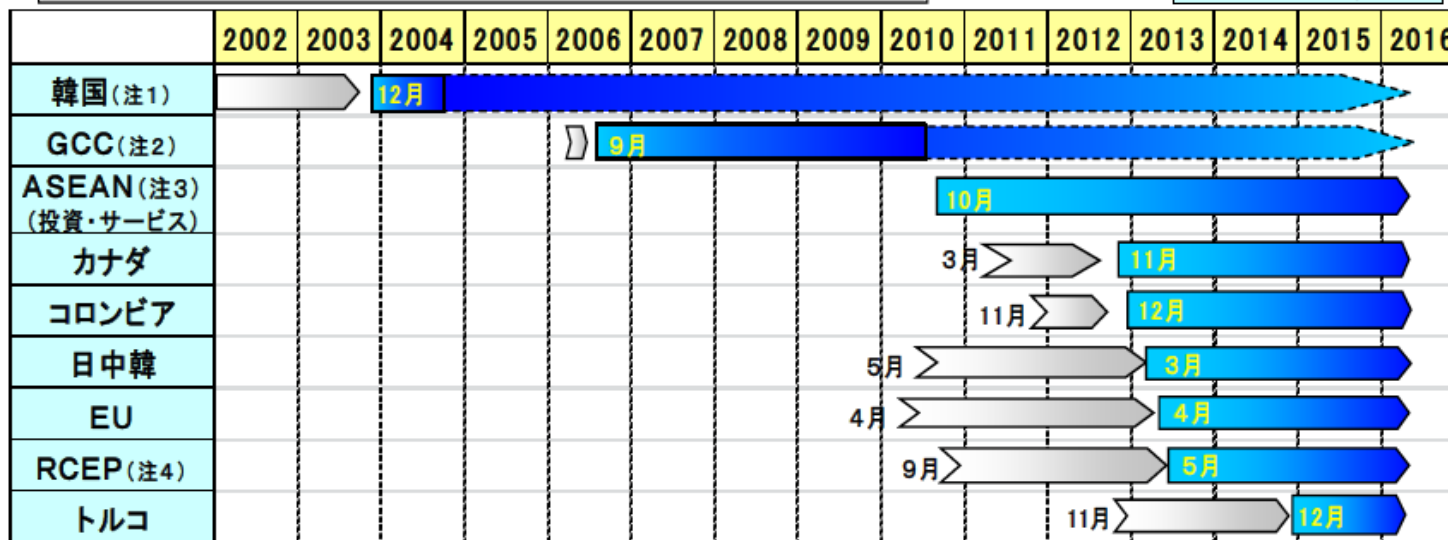 2002 2003 2004 2005 2006 2007 2008 2009 2010 2011 2012 2013 2014 2015 2016
韓国(注1) 12月
GCC(注2) 9月
ASEAN(注3)
(投資・サービス) 10月
カナダ 3月 11月
コロンビア 11月 12月
日中韓 5月 3月
EU 4月 4月
RCEP(注4) 9月 5月
トルコ 11月 12月